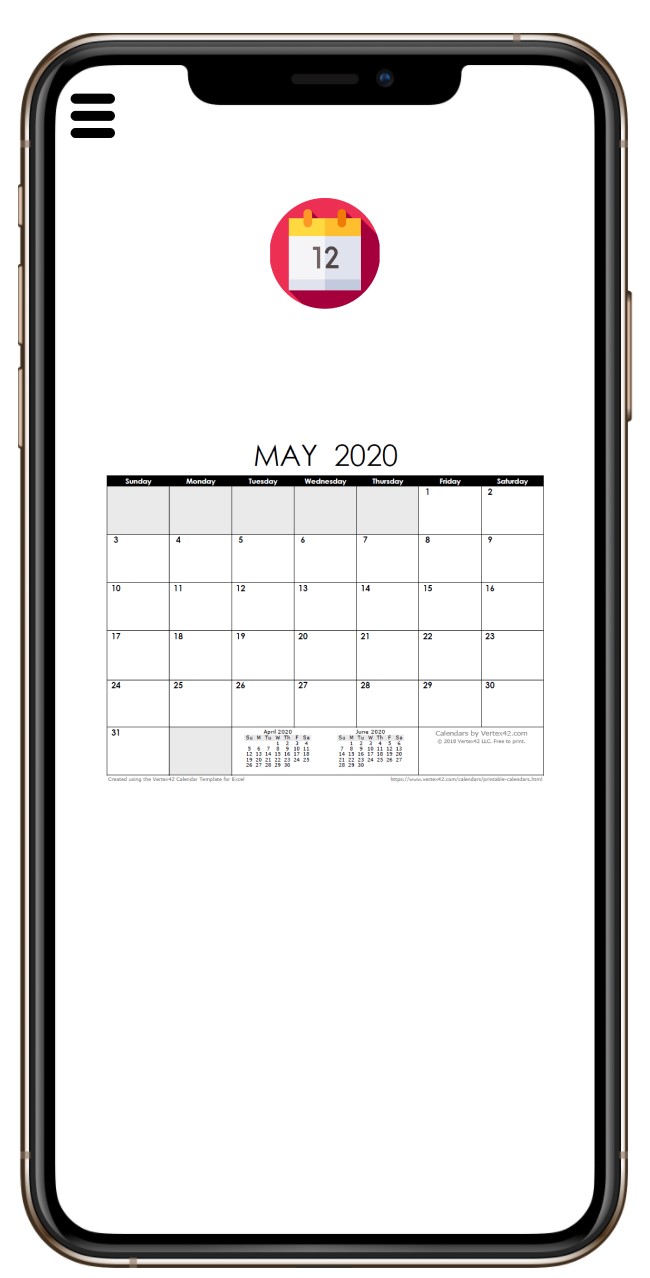 12
MAY 2020
Sunday Monday Tuesday Wednesday Thursday Friday Saturday
1 2
3 4 5 6 7 8 9
10 11 12 13 14 15 16
17 18 19 20 21 22 23
24 25 26 27 28 29 30
31
April 2020
Su M Tu W Th F Sa
1 2 3 4
5 6 7 8 9 10 11
12 13 14 15 16 17 18
19 20 21 22 23 24 25
26 27 28 29 30
June 2020
Su M Tu W Th F Sa
1 2 3 4 5 6
7 8 9 10 11 12 13
14 15 16 17 18 19 20
21 22 23 24 25 26 27
28 29 30
Calendars by Vertex42.com
© 2018 Vertex42 LLC. Free to print.
Created using the Vertex42 Calendar Template for Excel
https://www.vertex42.com/calendars/printable-calendars.html